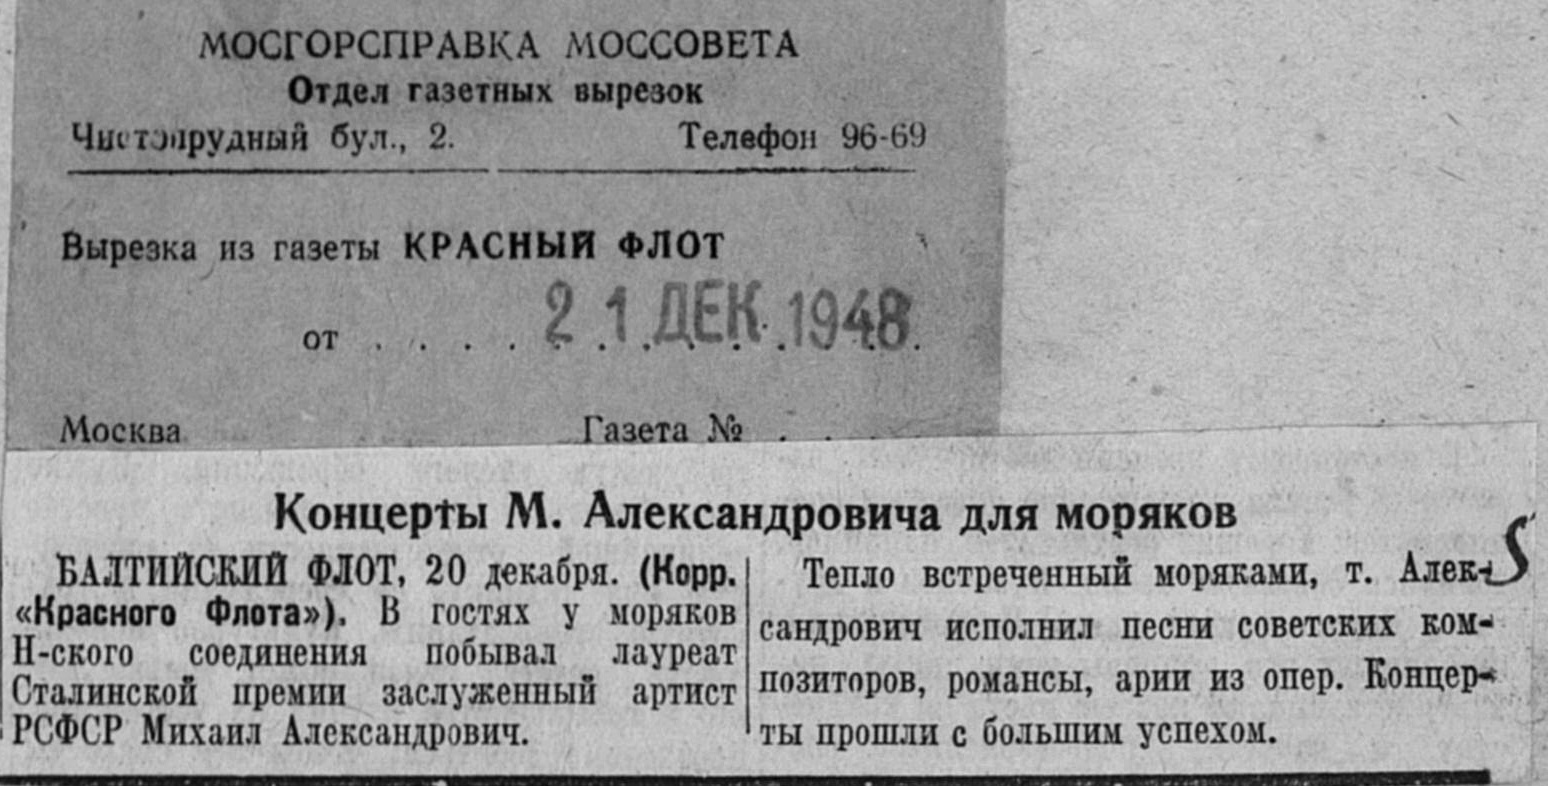 МОСГОРСПРАВКА МОССОВЕТА
Отдел газетных вырезок
Чистопрудный бул., 2. Телефон 96-69
Вырезка из газеты КРАСНЫЙ ФЛОТ
от . . . . 21 ДЕК. 1948
Москва Газета № . . .
Концерты М. Александровича для моряков
БАЛТИЙСКИЙ ФЛОТ, 20 декабря. (Корр.
«Красного Флота»). В гостях у моряков
Н-ского соединения побывал лауреат
Сталинской премии заслуженный артист
РСФСР Михаил Александрович.
Тепло встреченный моряками, т. Алек-
сандрович исполнил песни советских ком-
позиторов, романсы, арии из опер. Концер-
ты прошли с большим успехом.